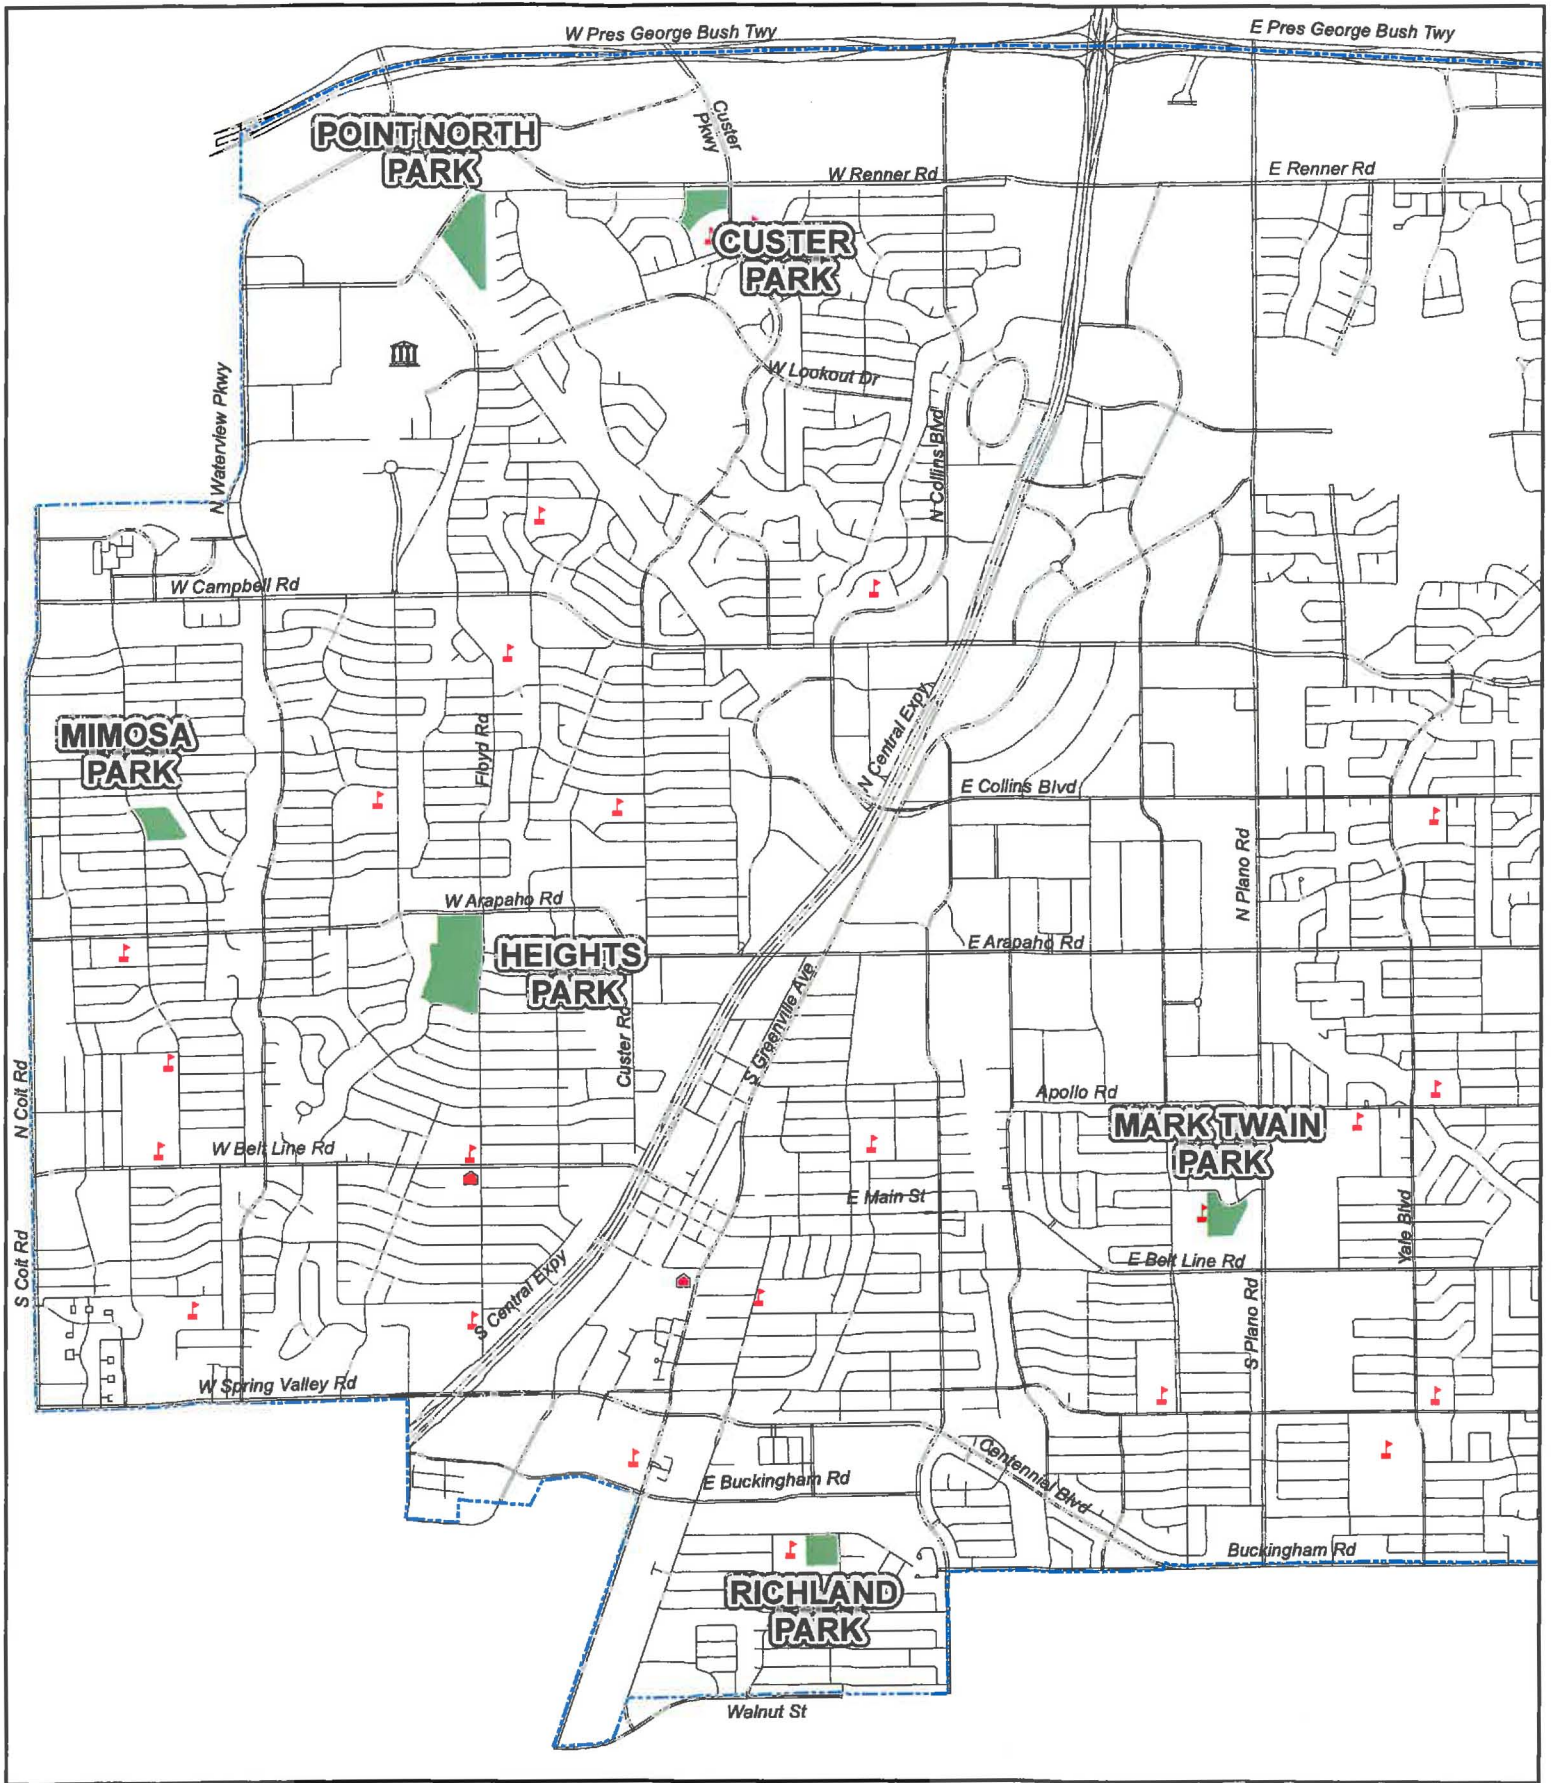 W Pres George Bush Twy
E Pres George Bush Twy
Custer
Pkwy
POINT NORTH
PARK
W Renner Rd
E Renner Rd
CUSTER
PARK
W Lookout Dr
N Waterview Pkwy
N Collins Blvd
W Campbell Rd
MIMOSA
PARK
Floyd Rd
N Central Expy
E Collins Blvd
N Plano Rd
W Arapaho Rd
E Arapaho Rd
HEIGHTS
PARK
Custer Rd
S Greenville Ave
N Coit Rd
Apollo Rd
MARK TWAIN
PARK
W Belt Line Rd
E Main St
Yale Blvd
S Coit Rd
E Belt Line Rd
S Central Expy
S Plano Rd
W Spring Valley Rd
Centennial Blvd
E Buckingham Rd
Buckingham Rd
RICHLAND
PARK
Walnut St